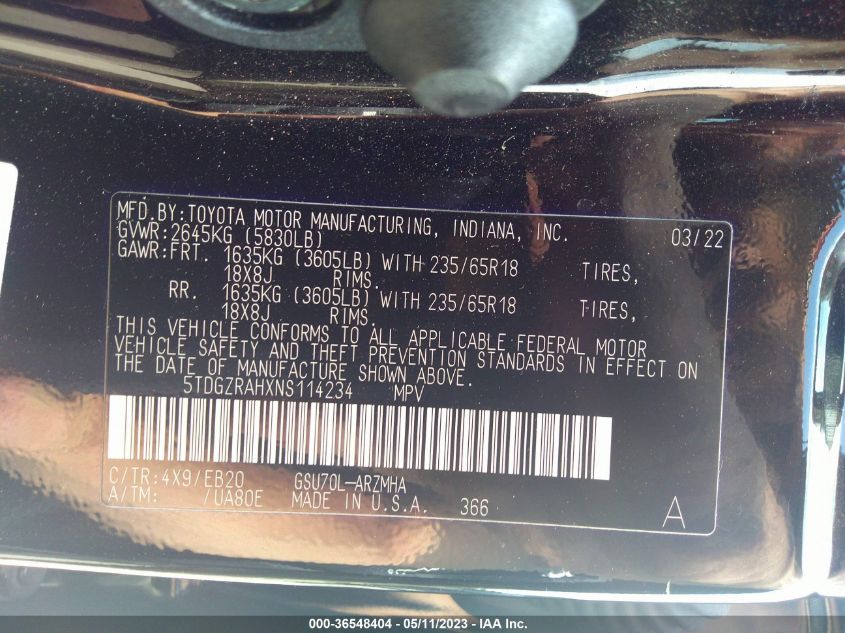 MFD.BY:TOYOTA MOTOR MANUFACTURING, INDIANA, INC. 03/22
GVWR:2645KG (5830LB)
GAWR:FRT. 1635KG (3605LB) WITH 235/65R18 TIRES,
18X8J RIMS.
RR. 1635KG (3605LB) WITH 235/65R18 TIRES,
18X8J RIMS.
THIS VEHICLE CONFORMS TO ALL APPLICABLE FEDERAL MOTOR
VEHICLE SAFETY AND THEFT PREVENTION STANDARDS IN EFFECT ON
THE DATE OF MANUFACTURE SHOWN ABOVE.
5TDGZRAHXNS114234 MPV
C/TR:4X9/EB20 GSU70L-ARZMHA
A/TM: /UA80E MADE IN U.S.A. 366 A
000-36548404 - 05/11/2023 - IAA Inc.